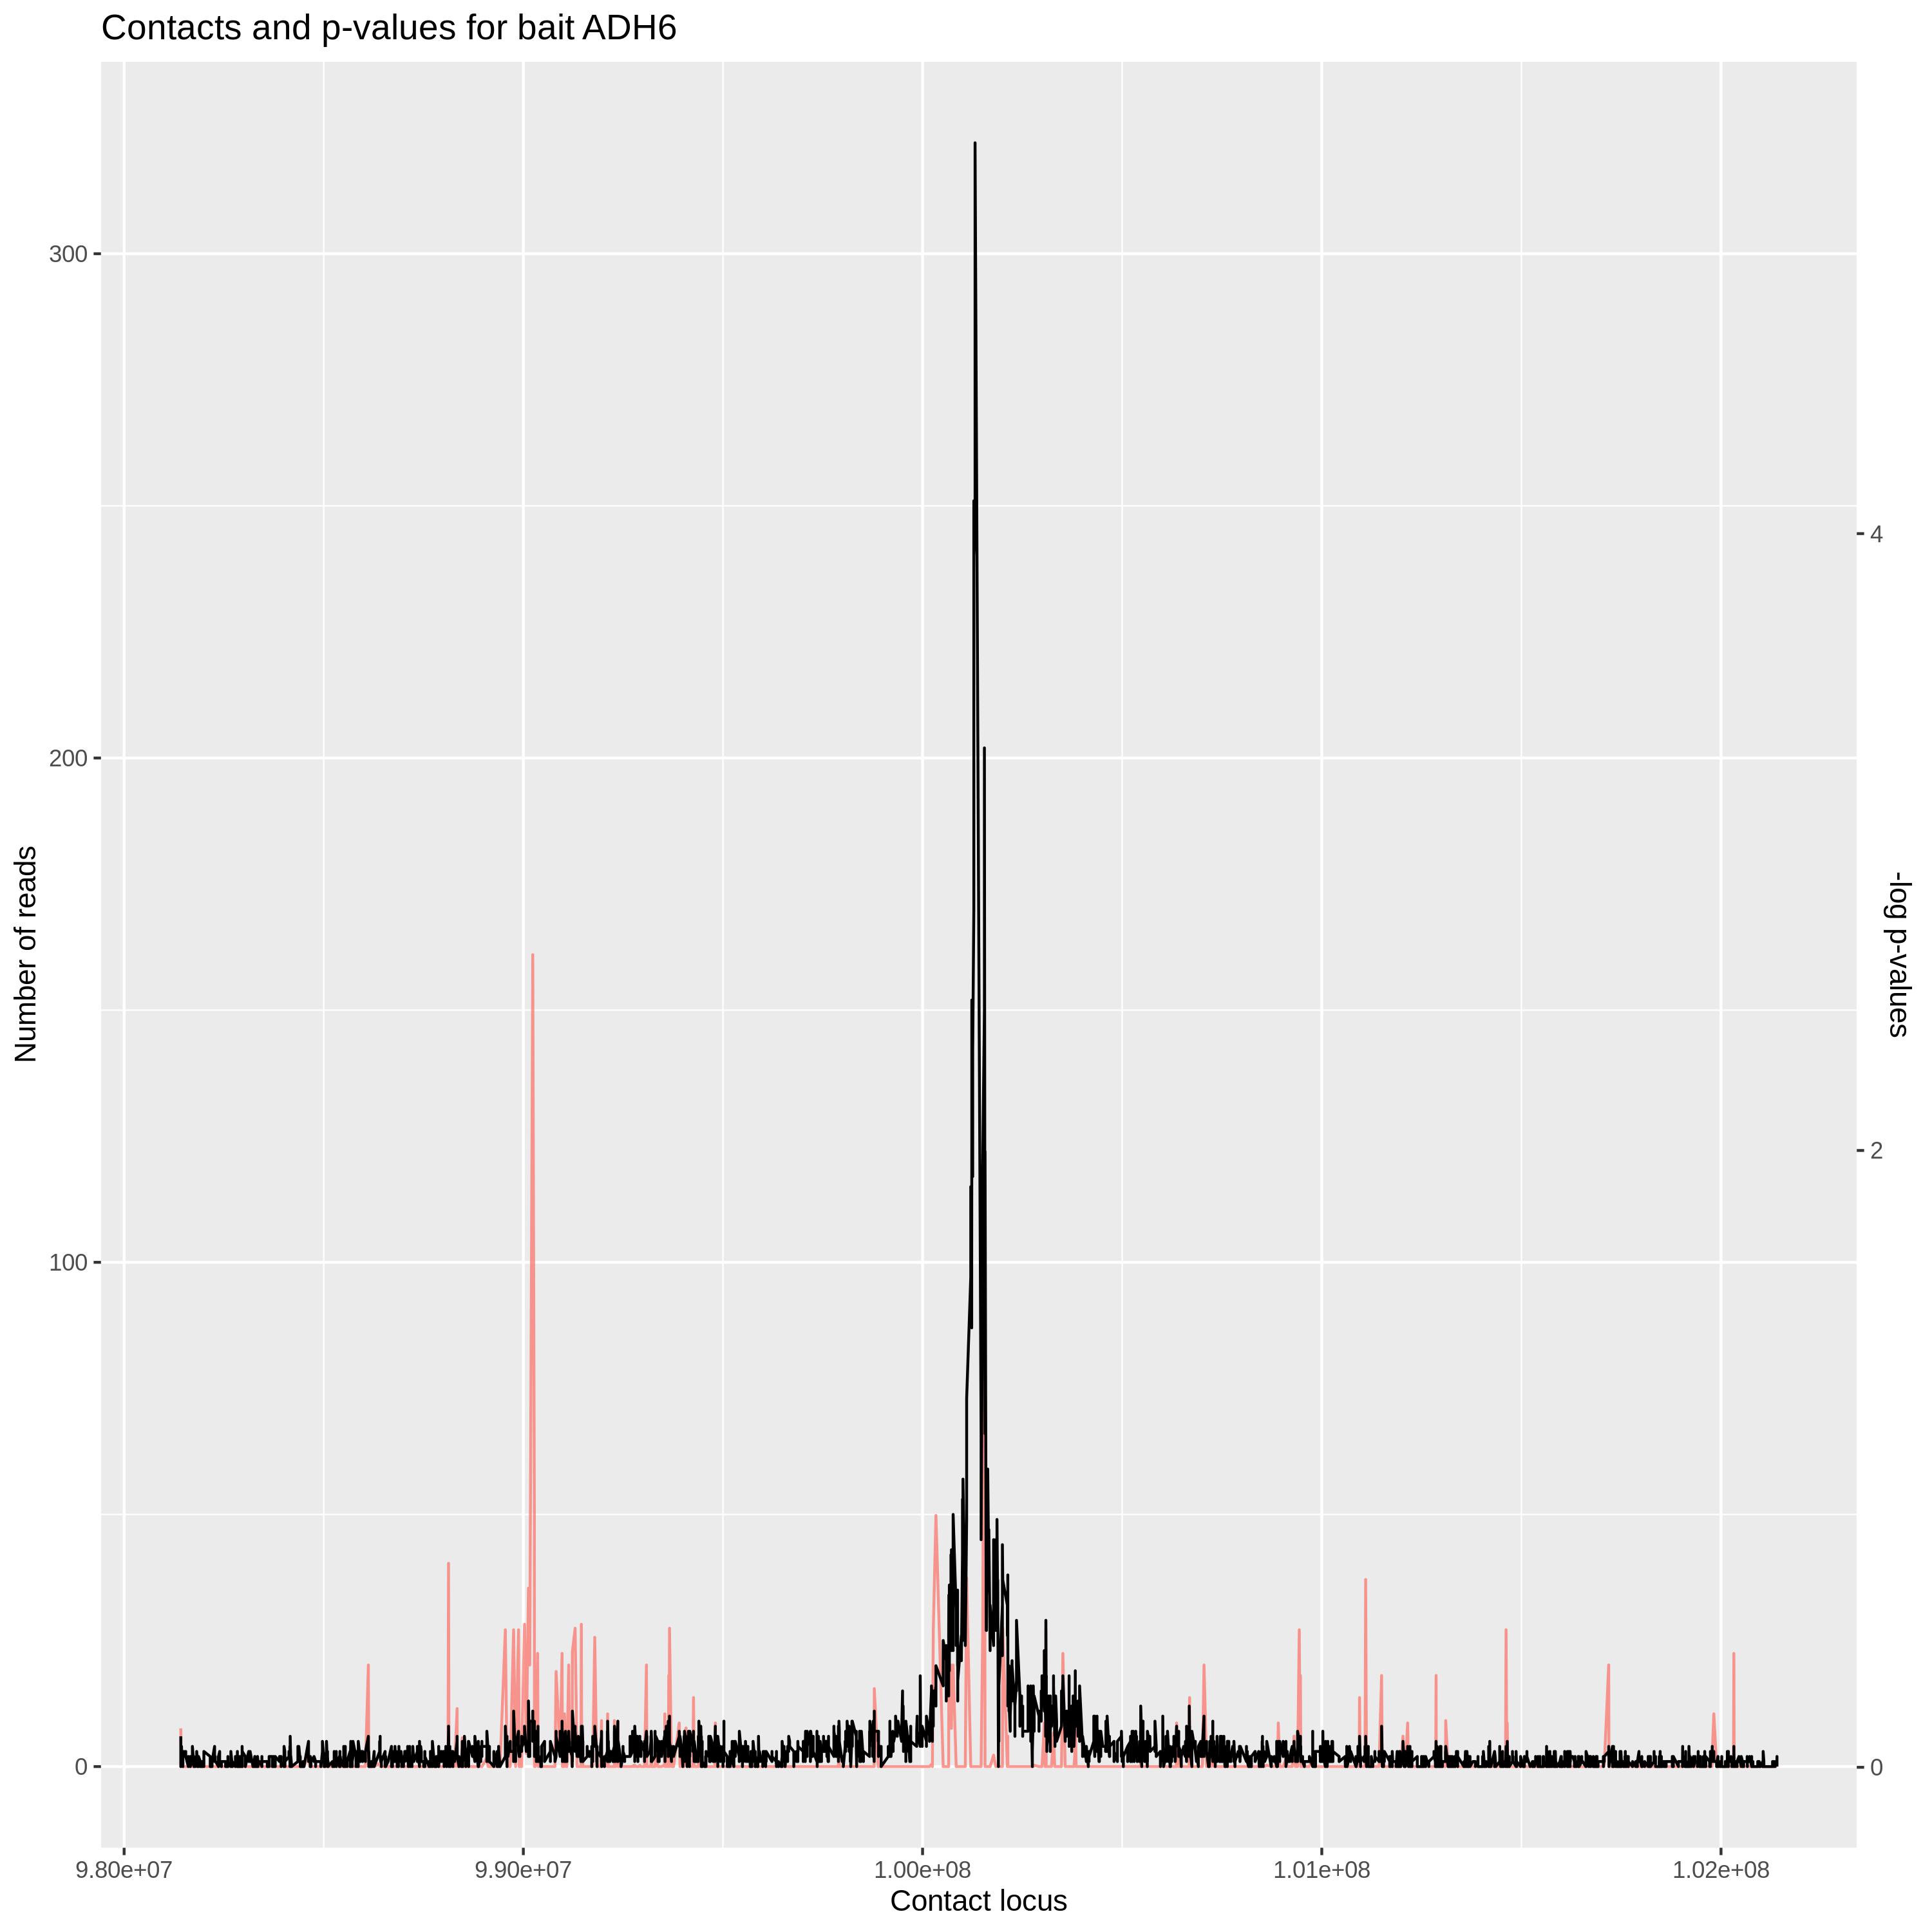 Contacts and p-values for bait ADH6
300
200
100
0
Number of reads
4
2
0
-log p-values
9.80e+07
9.90e+07
1.00e+08
1.01e+08
1.02e+08
Contact locus